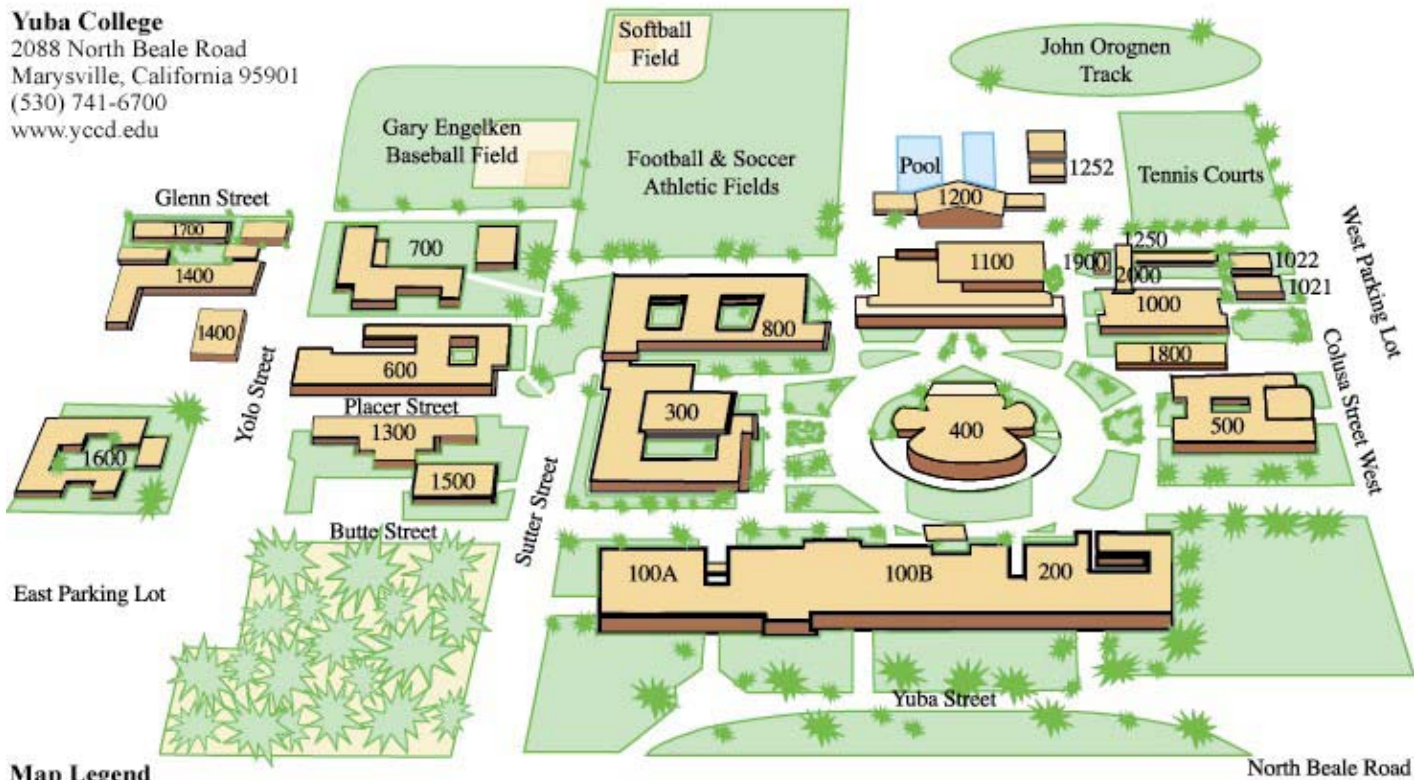 Yuba College
2088 North Beale Road
Marysville, California 95901
(530) 741-6700
www.yccd.edu
Softball
Field
John Orognen
Track
Gary Engelken
Baseball Field
Football & Soccer
Athletic Fields
Pool
1252
Tennis Courts
Glenn Street
1200
1700
700
1400
1100
1250
1900
2000
1022
1021
West Parking Lot
1400
800
1000
1800
Yolo Street
600
Colusa Street West
Placer Street
300
400
500
1300
1600
1500
Sutter Street
Butte Street
100A
100B
200
East Parking Lot
Yuba Street
North Beale Road
Map Legend